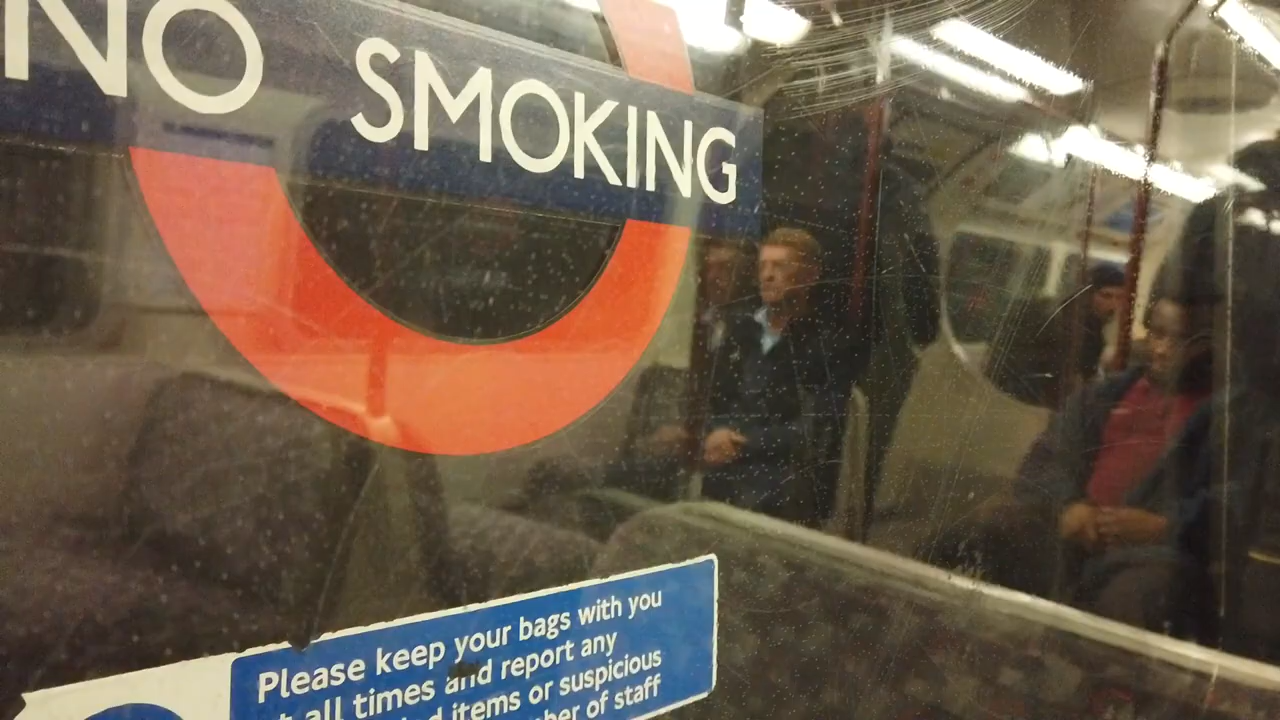 NO SMOKING
Please keep your bags with you
all times and report any
items or suspicious
of staff